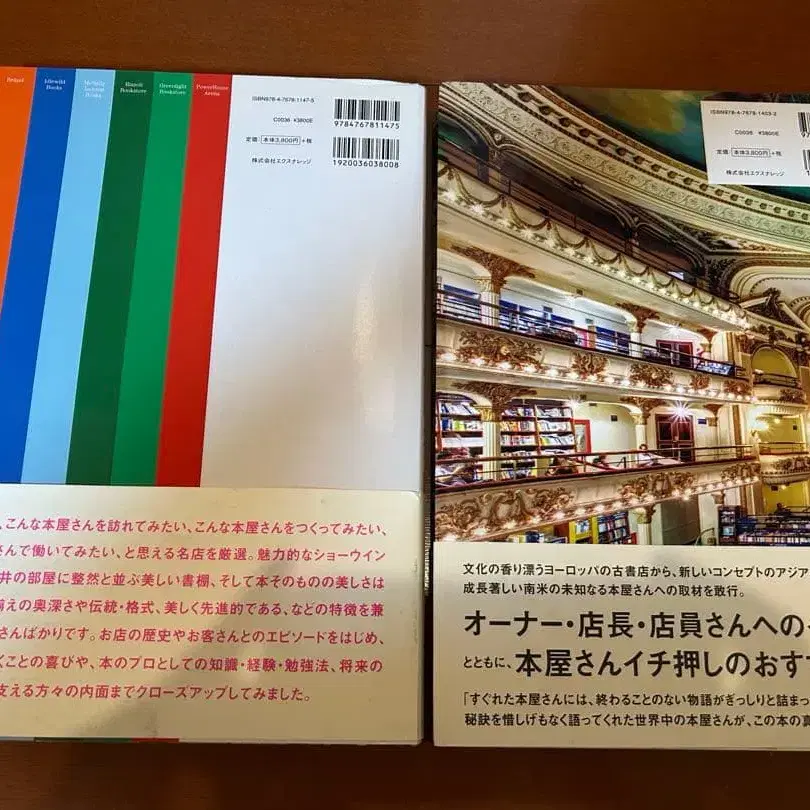 Idlewild
Books
McNally
Jackson
Books
Rizzoli
Bookstore
Greenlight
Bookstore
PowerHouse
Arena
ISBN978-4-7678-1147-5
9784767811475
C0036 ¥3800E
定価 本体3,800円 +税
1920036038008
株式会社エクスナレッジ
、こんな本屋さんを訪れてみたい、こんな本屋さんをつくってみたい、
さんで働いてみたい、と思える名店を厳選。魅力的なショーウイン
井の部屋に整然と並ぶ美しい書棚、そして本そのものの美しさは
揃えの奥深さや伝統・格式、美しく先進的である、などの特徴を兼
さんばかりです。お店の歴史やお客さんとのエピソードをはじめ、
くことの喜びや、本のプロとしての知識・経験・勉強法、将来の
支える方々の内面までクローズアップしてみました。
ISBN978-4-7678-1403-2
C0036 ¥3800E
定価 本体3,800円 +税
株式会社エクスナレッジ
文化の香り漂うヨーロッパの古書店から、新しいコンセプトのアジア
成長著しい南米の未知なる本屋さんへの取材を敢行。
オーナー・店長・店員さんへの
とともに、本屋さんイチ押しのおす
「すぐれた本屋さんには、終わることのない物語がぎっしりと詰まっ
秘訣を惜しげもなく語ってくれた世界中の本屋さんが、この本の真